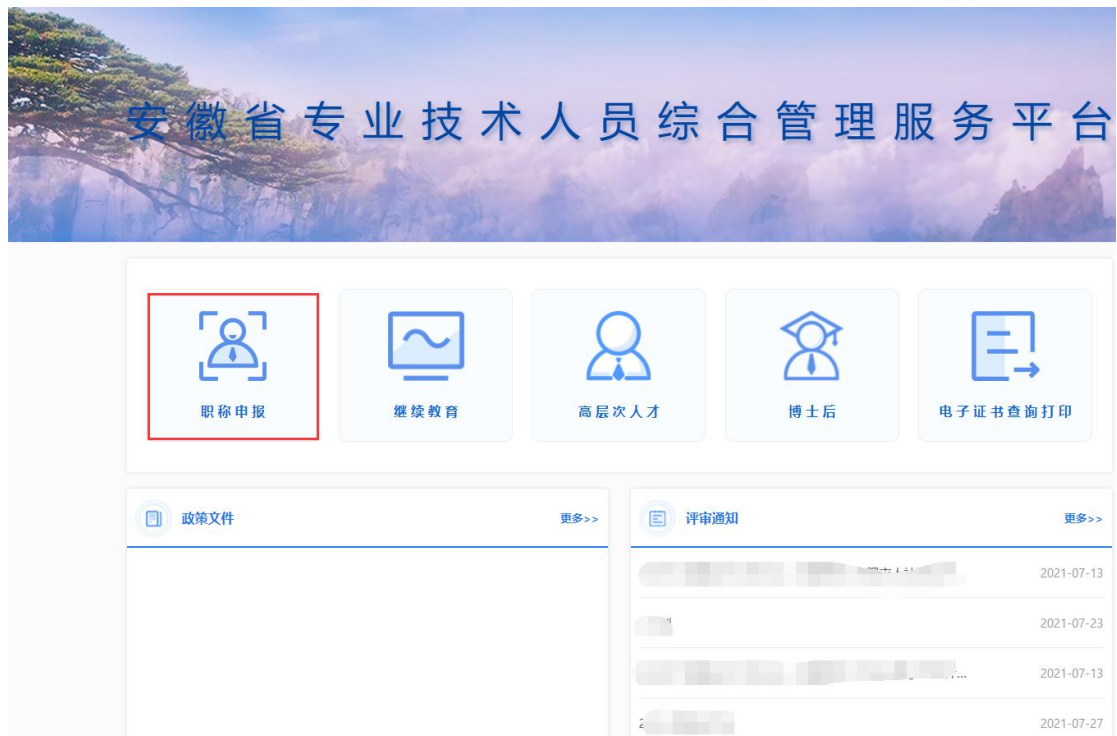 安徽省专业技术人员综合管理服务平台
职称申报
继续教育
高层次人才
博士后
电子证书查询打印
政策文件
更多>>
评审通知
更多>>
2021-07-13
2021-07-23
2021-07-13
2021-07-27